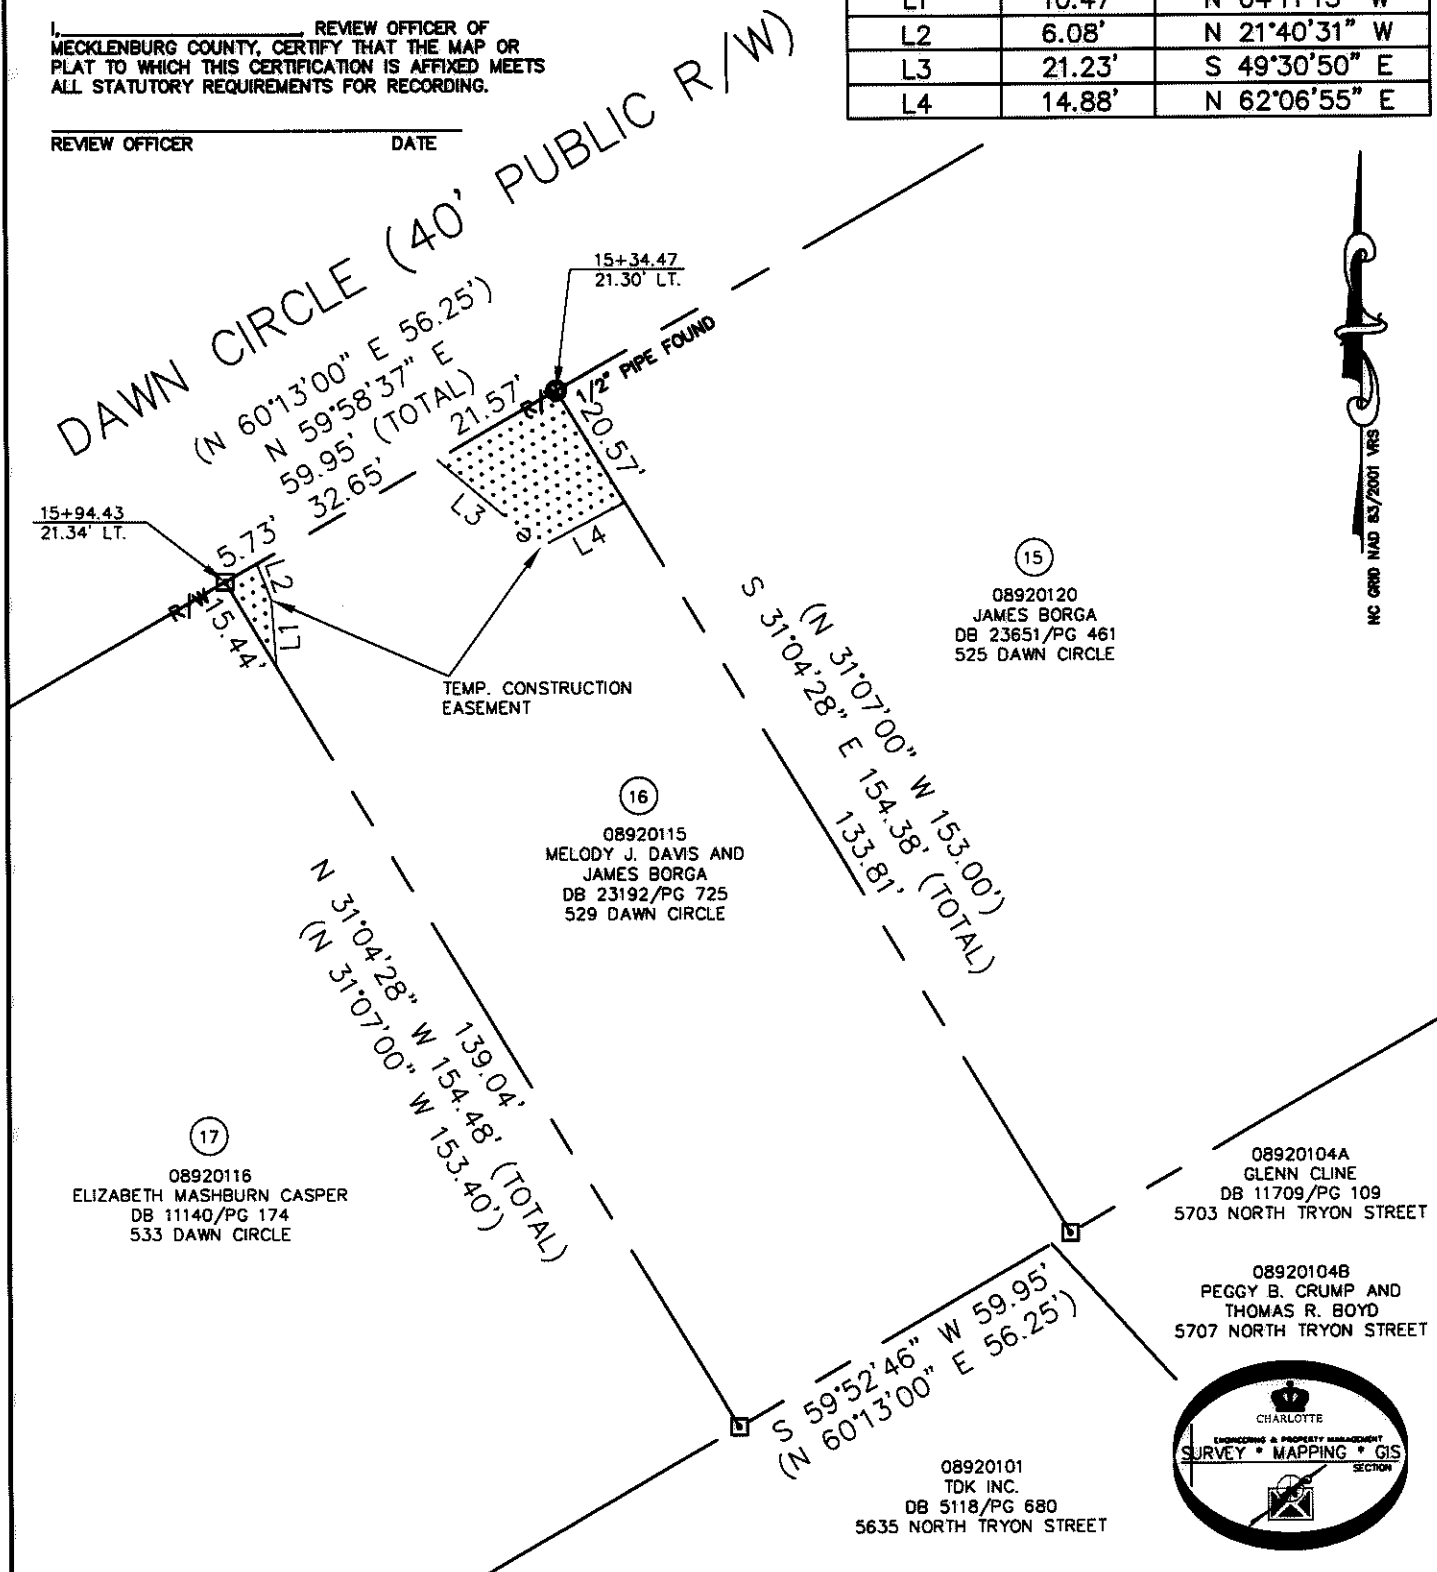 I,____________, REVIEW OFFICER OF
MECKLENBURG COUNTY, CERTIFY THAT THE MAP OR
PLAT TO WHICH THIS CERTIFICATION IS AFFIXED MEETS
ALL STATUTORY REQUIREMENTS FOR RECORDING.
REVIEW OFFICER DATE
L2 6.08' N 21°40'31" W
L3 21.23' S 49°30'50" E
L4 14.88' N 62°06'55" E
DAWN CIRCLE (40' PUBLIC R/W)
15+34.47
21.30' LT.
(N 60°13'00" E 56.25')
N 59°58'37" E
59.95' (TOTAL)
32.65'
21.57'
R/W
1/2" PIPE FOUND
20.57'
L3
L4
15+94.43
21.34' LT.
5.73'
L2
R/W
15.44'
L1
TEMP. CONSTRUCTION
EASEMENT
NC GRID NAD 83/2001 VRS
15
08920120
JAMES BORGA
DB 23651/PG 461
525 DAWN CIRCLE
(N 31°07'00" W 153.00')
S 31°04'28" E 154.38' (TOTAL)
133.81'
16
08920115
MELODY J. DAVIS AND
JAMES BORGA
DB 23192/PG 725
529 DAWN CIRCLE
139.04'
N 31°04'28" W 154.48' (TOTAL)
(N 31°07'00" W 153.40')
17
08920116
ELIZABETH MASHBURN CASPER
DB 11140/PG 174
533 DAWN CIRCLE
08920104A
GLENN CLINE
DB 11709/PG 109
5703 NORTH TRYON STREET
08920104B
PEGGY B. CRUMP AND
THOMAS R. BOYD
5707 NORTH TRYON STREET
S 59°52'46" W 59.95'
(N 60°13'00" E 56.25')
08920101
TDK INC.
DB 5118/PG 680
5635 NORTH TRYON STREET
CHARLOTTE
ENGINEERING & PROPERTY MANAGEMENT
SURVEY * MAPPING * GIS
SECTION